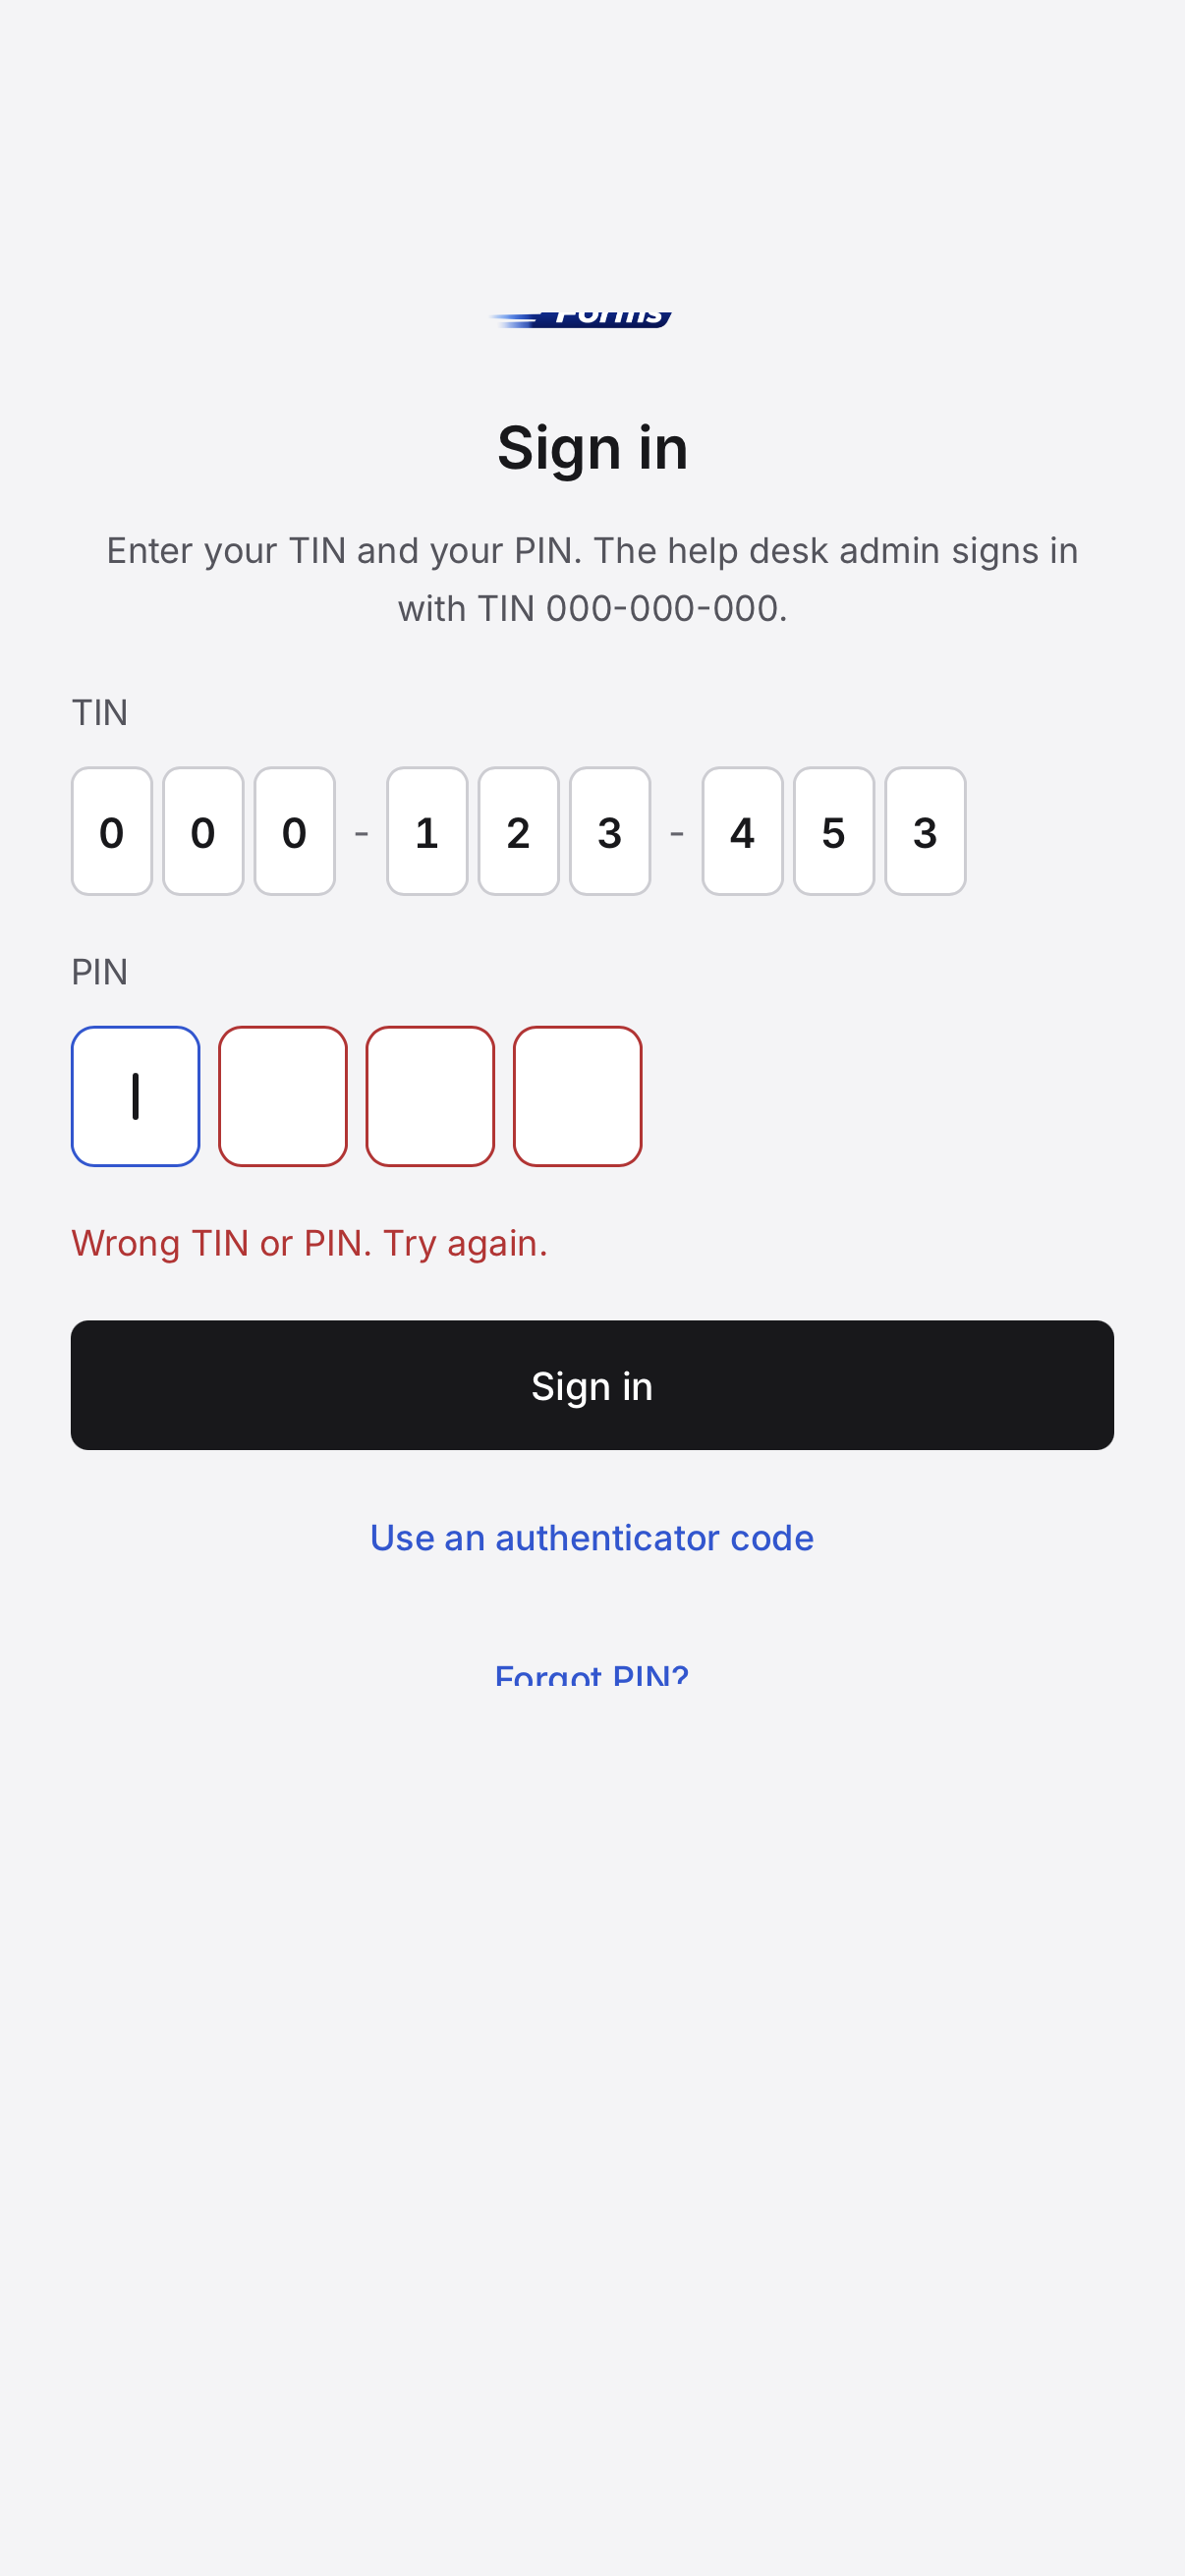 Forms
Sign in
Enter your TIN and your PIN. The help desk admin signs in
with TIN 000-000-000.
TIN
0 0 0 - 1 2 3 - 4 5 3
PIN
Wrong TIN or PIN. Try again.
Sign in
Use an authenticator code
Forgot PIN?